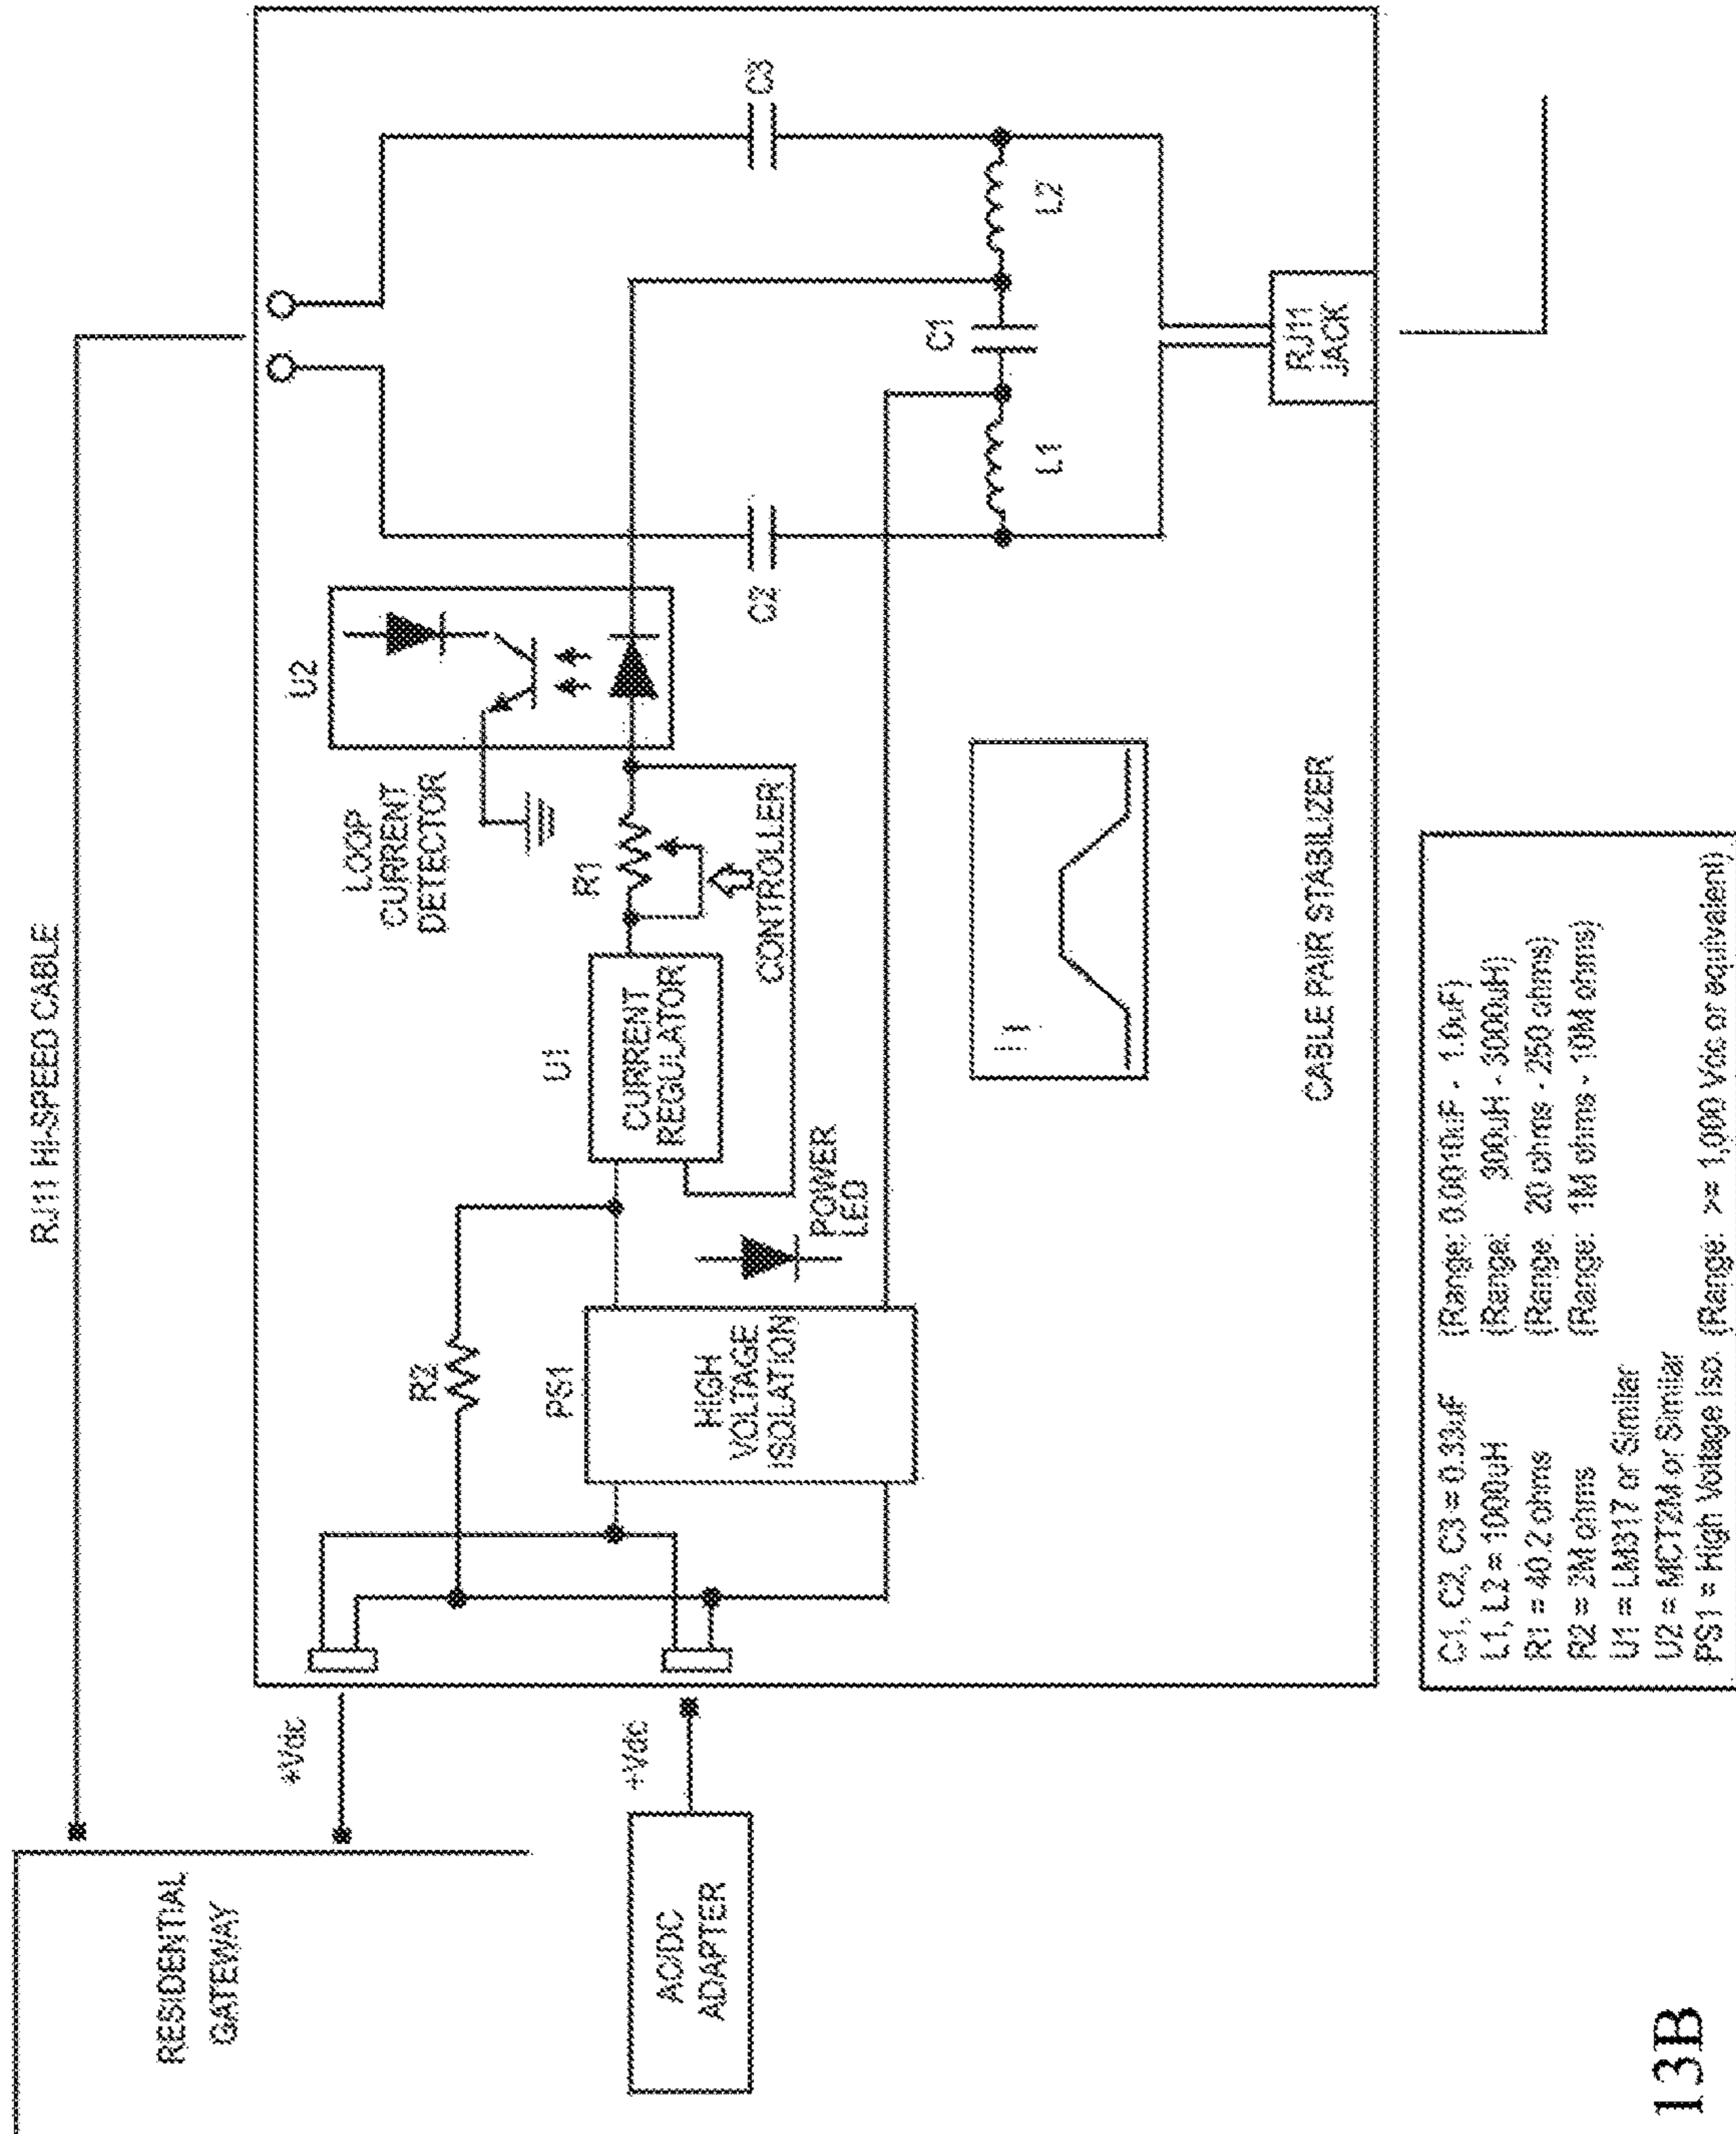 RJ11 HI-SPEED CABLE
RESIDENTIAL
GATEWAY
+Vdc
+Vdc
AC/DC
ADAPTER
R2
PS1
HIGH
VOLTAGE
ISOLATION
POWER
LED
U1
CURRENT
REGULATOR
R1
CONTROLLER
LOOP
CURRENT
DETECTOR
U2
C2
C3
L1
C1
L2
RJ11
JACK
CABLE PAIR STABILIZER
C1, C2, C3 = 0.33uF (Range: 0.0010uF - 1.0uF)
L1, L2 = 1000uH (Range: 300uH - 3000uH)
R1 = 40.2 ohms (Range: 20 ohms - 250 ohms)
R2 = 2M ohms (Range: 1M ohms - 10M ohms)
U1 = LM317 or Similar
U2 = MCT2M or Similar
PS1 = High Voltage Iso. (Range: >= 1,000 Vdc or equivalent)
13B